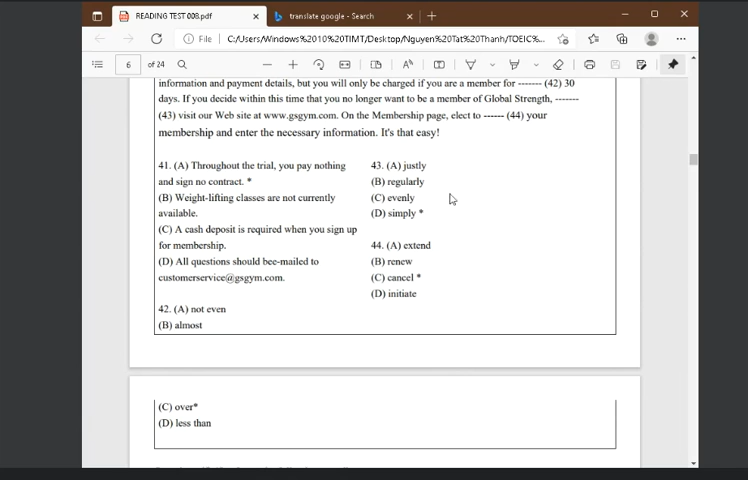 READING TEST 008.pdf
translate google - Search
File
C:/Users/Windows%2010%20TIMT/Desktop/Nguyen%20Tat%20Thanh/TOEIC%...
6 of 24
information and payment details, but you will only be charged if you are a member for ------- (42) 30
days. If you decide within this time that you no longer want to be a member of Global Strength, -------
(43) visit our Web site at www.gsgym.com. On the Membership page, elect to ------ (44) your
membership and enter the necessary information. It's that easy!
41. (A) Throughout the trial, you pay nothing
and sign no contract. *
(B) Weight-lifting classes are not currently
available.
(C) A cash deposit is required when you sign up
for membership.
(D) All questions should bee-mailed to
customerservice@gsgym.com.
42. (A) not even
(B) almost
43. (A) justly
(B) regularly
(C) evenly
(D) simply *
44. (A) extend
(B) renew
(C) cancel *
(D) initiate
(C) over*
(D) less than